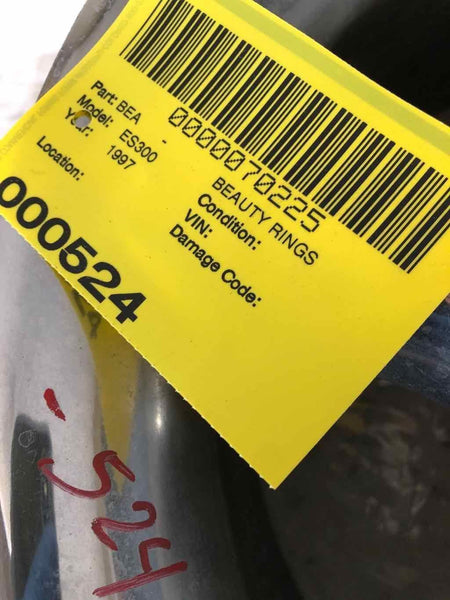 0000070225
Part: BEA - BEAUTY RINGS
Model: ES300 Condition:
Year: 1997 VIN:
Damage Code:
Location:
000524
- 524